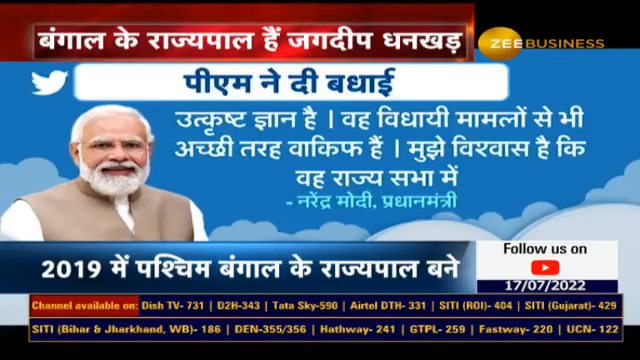 बंगाल के राज्यपाल हैं जगदीप धनखड़
ZEEBUSINESS
पीएम ने दी बधाई
उत्कृष्ट ज्ञान है । वह विधायी मामलों से भी
अच्छी तरह वाकिफ हैं । मुझे विश्वास है कि
वह राज्य सभा में
- नरेंद्र मोदी, प्रधानमंत्री
2019 में पश्चिम बंगाल के राज्यपाल बने
Follow us on
17/07/2022
Channel available on: Dish TV- 731 | D2H-343 | Tata Sky-590 | Airtel DTH- 331 | SITI (ROI)- 404 | SITI (Gujarat)- 429
SITI (Bihar & Jharkhand, WB)- 186 | DEN-355/356 | Hathway- 241 | GTPL- 259 | Fastway- 220 | UCN- 122